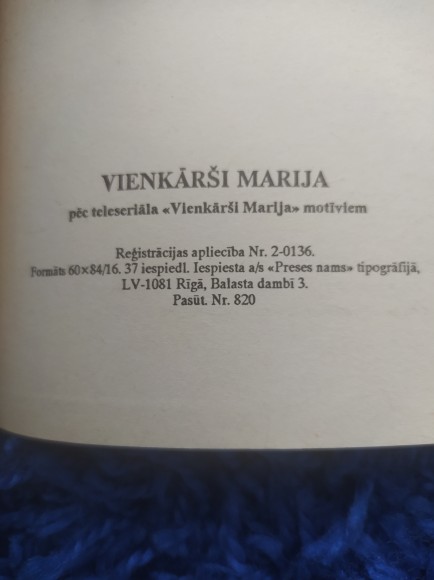 VIENKĀRŠI MARIJA
pēc teleseriāla «Vienkārši Marija» motīviem
Reģistrācijas apliecība Nr. 2-0136.
Formāts 60×84/16. 37 iespiedl. Iespiesta a/s «Preses nams» tipogrāfijā,
LV-1081 Rīgā, Balasta dambī 3.
Pasūt. Nr. 820